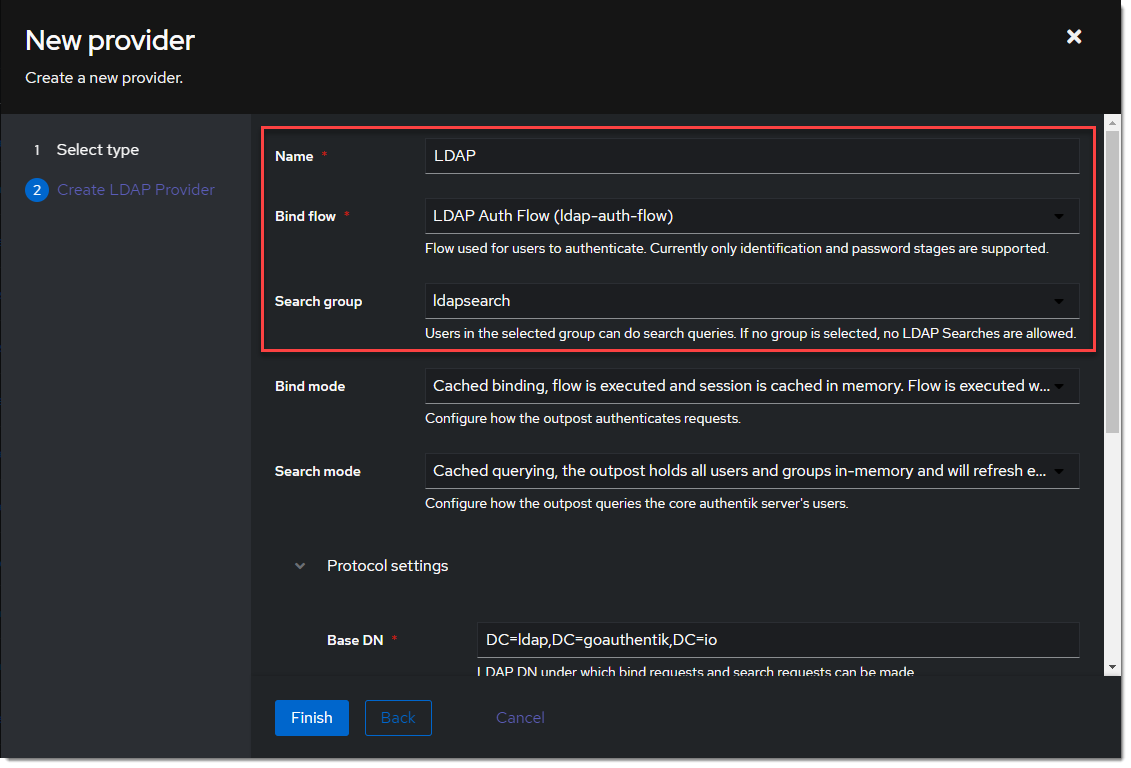 New provider
Create a new provider.
1 Select type
2 Create LDAP Provider
Name *
LDAP
Bind flow *
LDAP Auth Flow (ldap-auth-flow)
Flow used for users to authenticate. Currently only identification and password stages are supported.
Search group
ldapsearch
Users in the selected group can do search queries. If no group is selected, no LDAP Searches are allowed.
Bind mode
Cached binding, flow is executed and session is cached in memory. Flow is executed w...
Configure how the outpost authenticates requests.
Search mode
Cached querying, the outpost holds all users and groups in-memory and will refresh e...
Configure how the outpost queries the core authentik server's users.
Protocol settings
Base DN *
DC=ldap,DC=goauthentik,DC=io
LDAP DN under which bind requests and search requests can be made
Finish
Back
Cancel